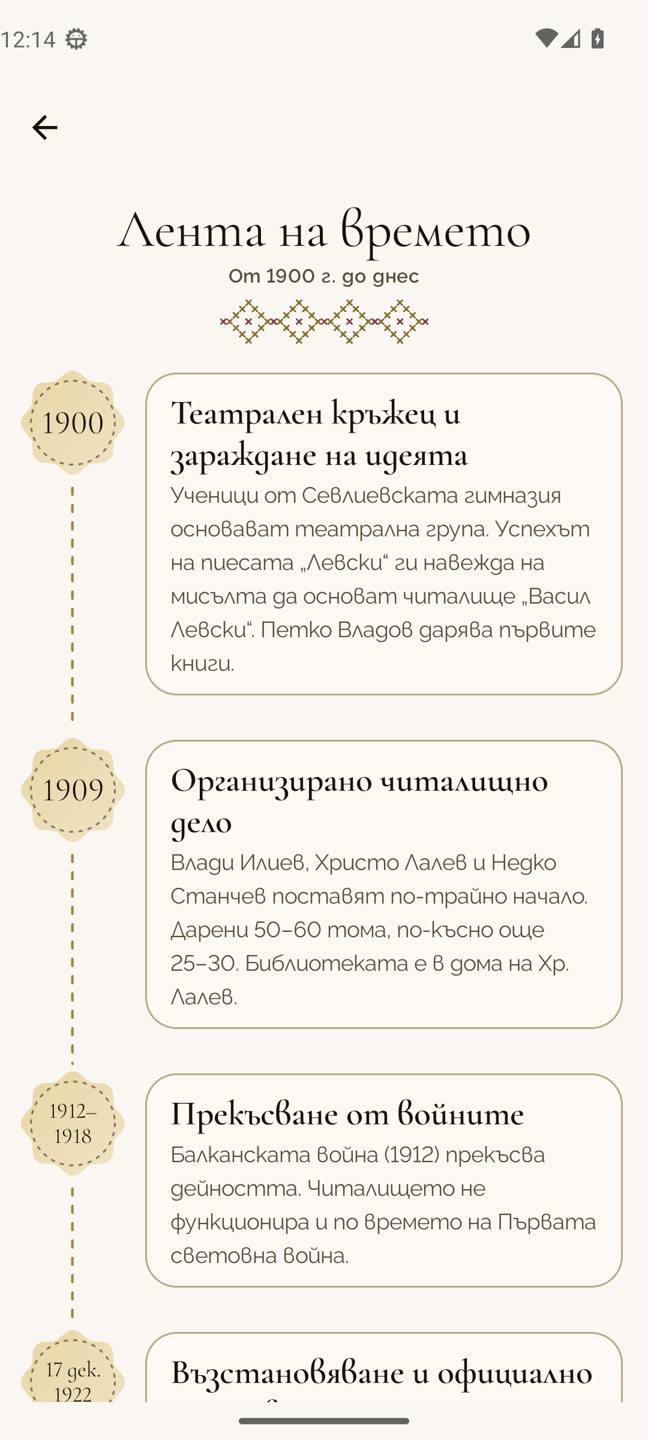 12:14
Лента на времето
От 1900 г. до днес
1900
Театрален кръжец и
зараждане на идеята
Ученици от Севлиевската гимназия
основават театрална група. Успехът
на пиесата „Левски“ ги навежда на
мисълта да основат читалище „Васил
Левски“. Петко Владов дарява първите
книги.
1909
Организирано читалищно
дело
Влади Илиев, Христо Лалев и Недко
Станчев поставят по-трайно начало.
Дарени 50–60 тома, по-късно още
25–30. Библиотеката е в дома на Хр.
Лалев.
1912–
1918
Прекъсване от войните
Балканската война (1912) прекъсва
дейността. Читалището не
функционира и по времето на Първата
световна война.
17 дек.
1922
Възстановяване и официално